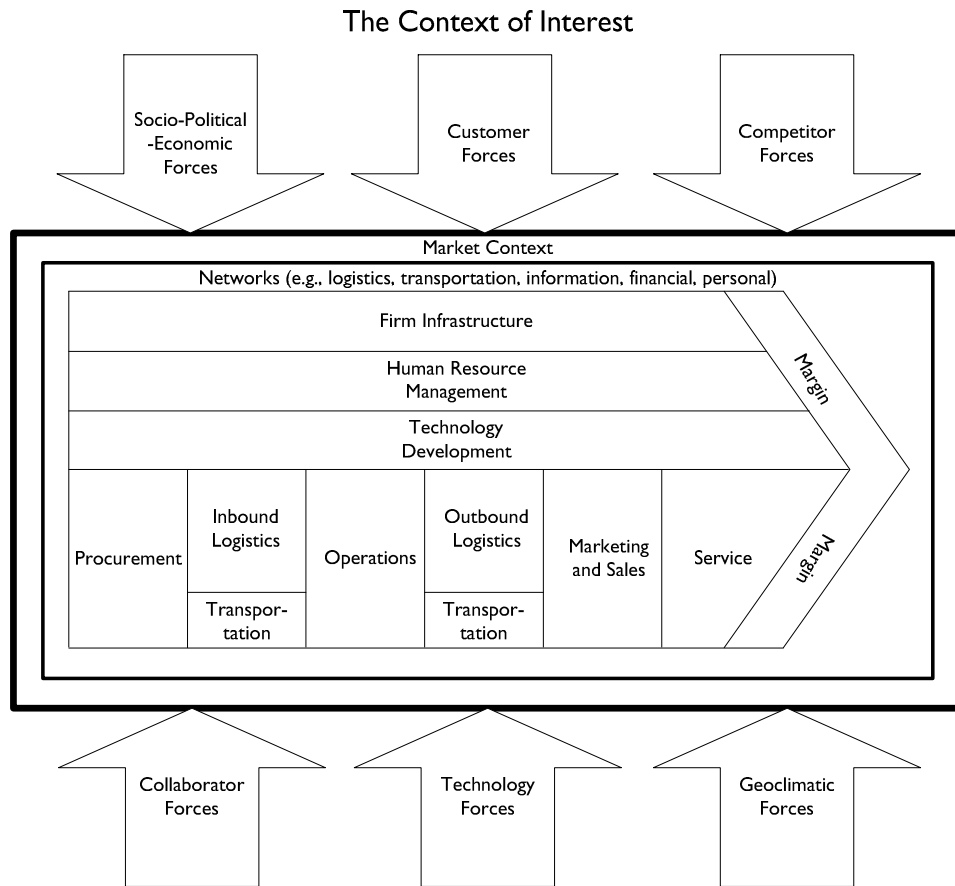 The Context of Interest
Socio-Political
-Economic
Forces
Customer
Forces
Competitor
Forces
Market Context
Networks (e.g., logistics, transportation, information, financial, personal)
Firm Infrastructure
Human Resource
Management
Technology
Development
Margin
Procurement
Inbound
Logistics
Transpor-
tation
Operations
Outbound
Logistics
Transpor-
tation
Marketing
and Sales
Service
Margin
Collaborator
Forces
Technology
Forces
Geoclimatic
Forces